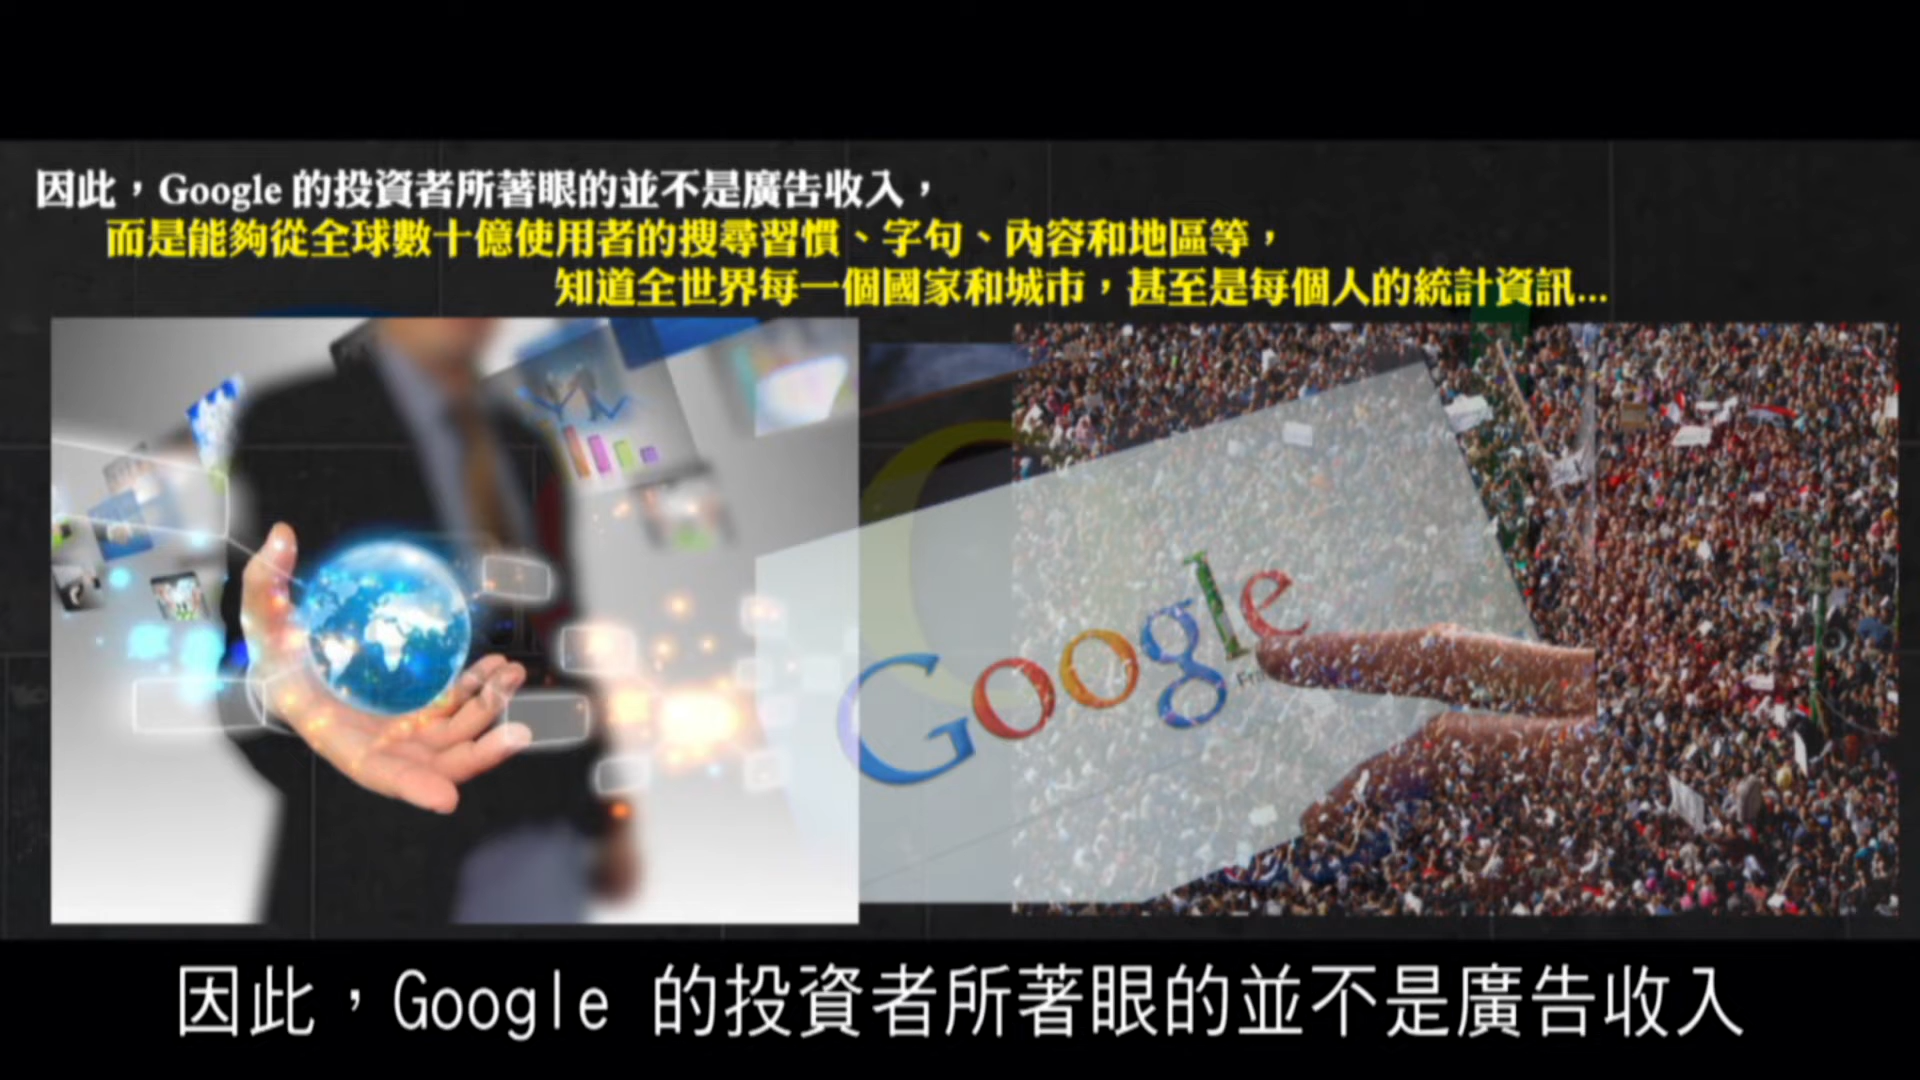 因此，Google 的投資者所著眼的並不是廣告收入，
而是能夠從全球數十億使用者的搜尋習慣、字句、內容和地區等，
知道全世界每一個國家和城市，甚至是每個人的統計資訊...
Google
因此，Google 的投資者所著眼的並不是廣告收入